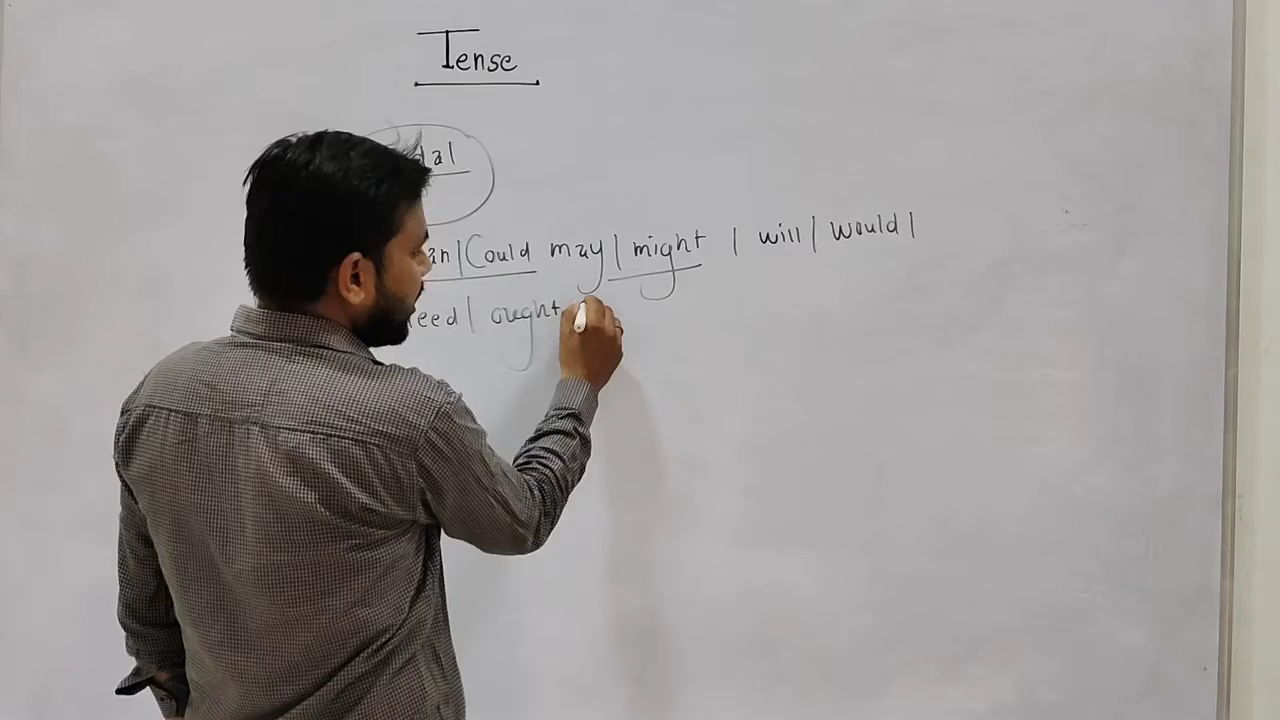 Tense
dal
an | Could may | might | will | would |
eed | ought